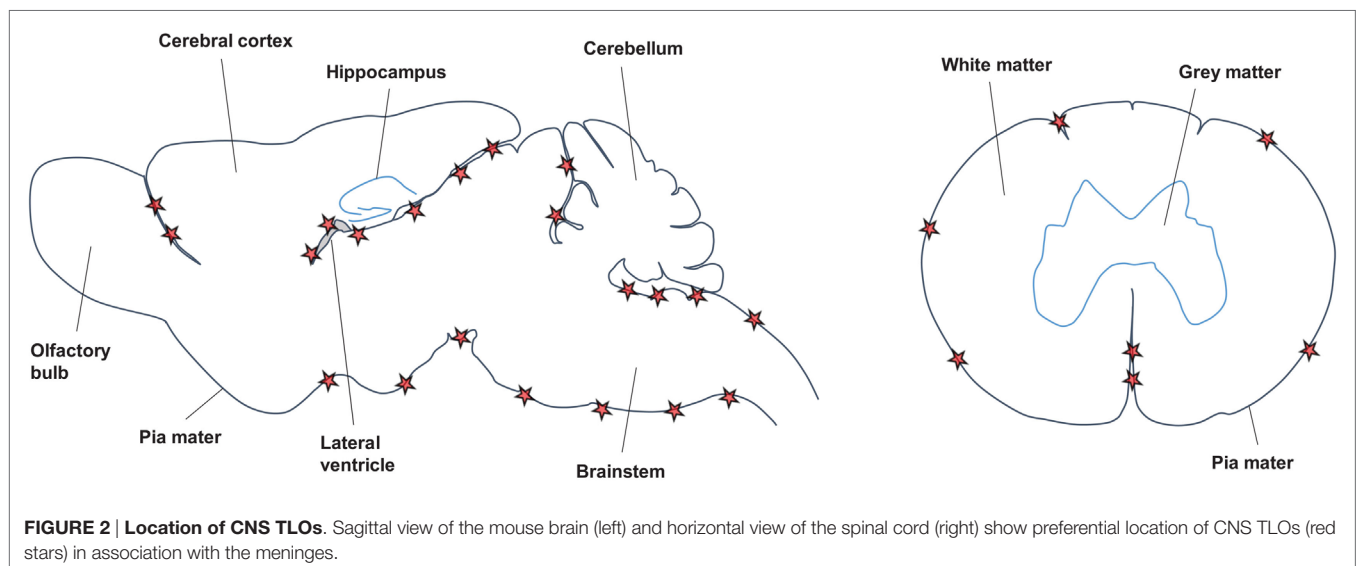 Cerebral cortex
Hippocampus
Cerebellum
Olfactory
bulb
Pia mater
Lateral
ventricle
Brainstem
White matter
Grey matter
Pia mater
FIGURE 2 | Location of CNS TLOs. Sagittal view of the mouse brain (left) and horizontal view of the spinal cord (right) show preferential location of CNS TLOs (red
stars) in association with the meninges.